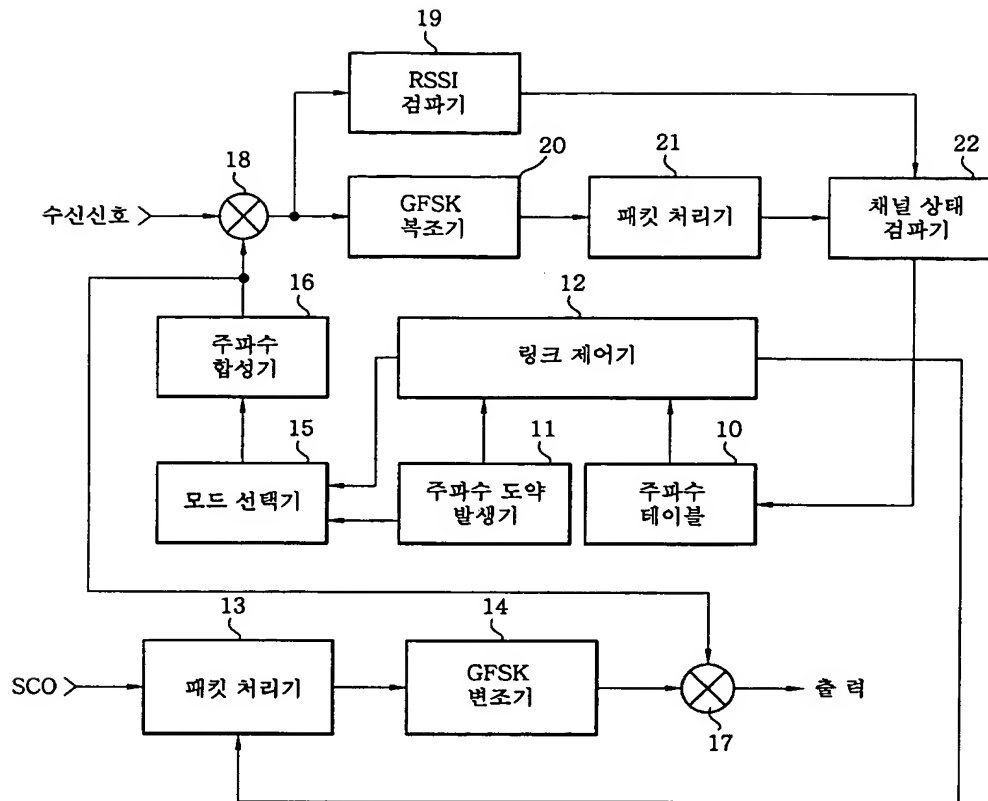 19
RSSI
검파기
18
20
21
22
수신신호
GFSK
복조기
패킷 처리기
채널 상태
검파기
16
12
주파수
합성기
링크 제어기
15
11
10
모드 선택기
주파수 도약
발생기
주파수
테이블
13
14
SCO
패킷 처리기
GFSK
변조기
출 력
17